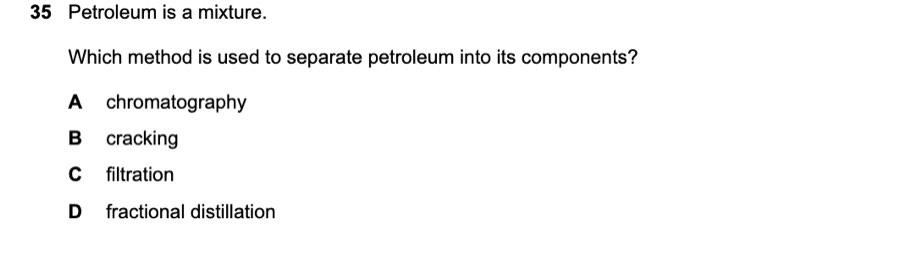 35 Petroleum is a mixture.
Which method is used to separate petroleum into its components?
A chromatography
B cracking
C filtration
D fractional distillation